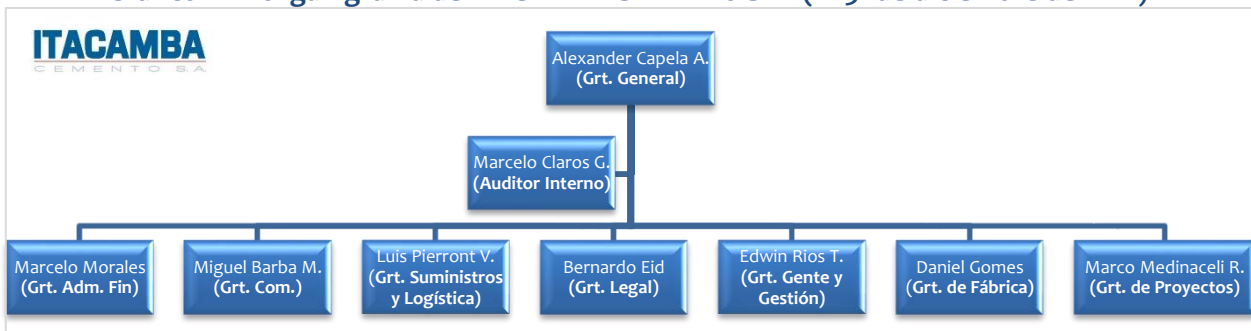 ITACAMBA
CEMENTO S.A.
Alexander Capela A.
(Grt. General)
Marcelo Claros G.
(Auditor Interno)
Marcelo Morales
(Grt. Adm. Fin)
Miguel Barba M.
(Grt. Com.)
Luis Pierront V.
(Grt. Suministros
y Logística)
Bernardo Eid
(Grt. Legal)
Edwin Rios T.
(Grt. Gente y
Gestión)
Daniel Gomes
(Grt. de Fábrica)
Marco Medinaceli R.
(Grt. de Proyectos)